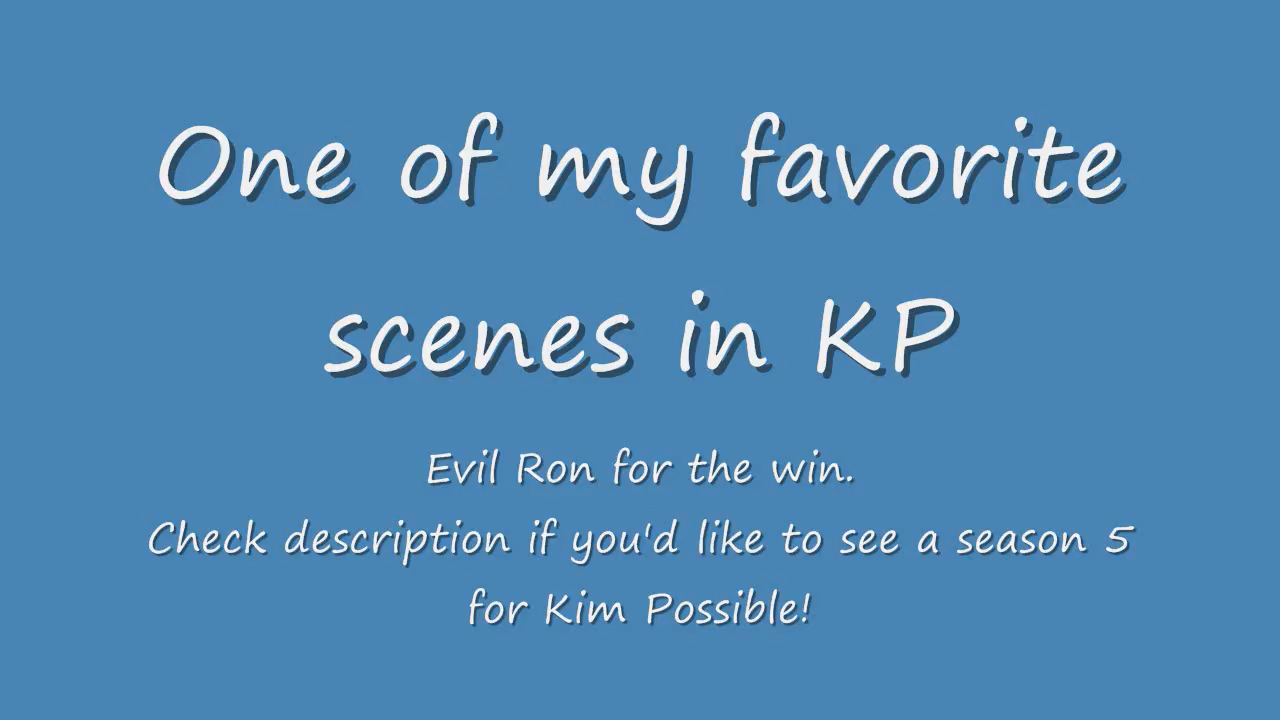 One of my favorite
scenes in KP
Evil Ron for the win.
Check description if you'd like to see a season 5
for Kim Possible!